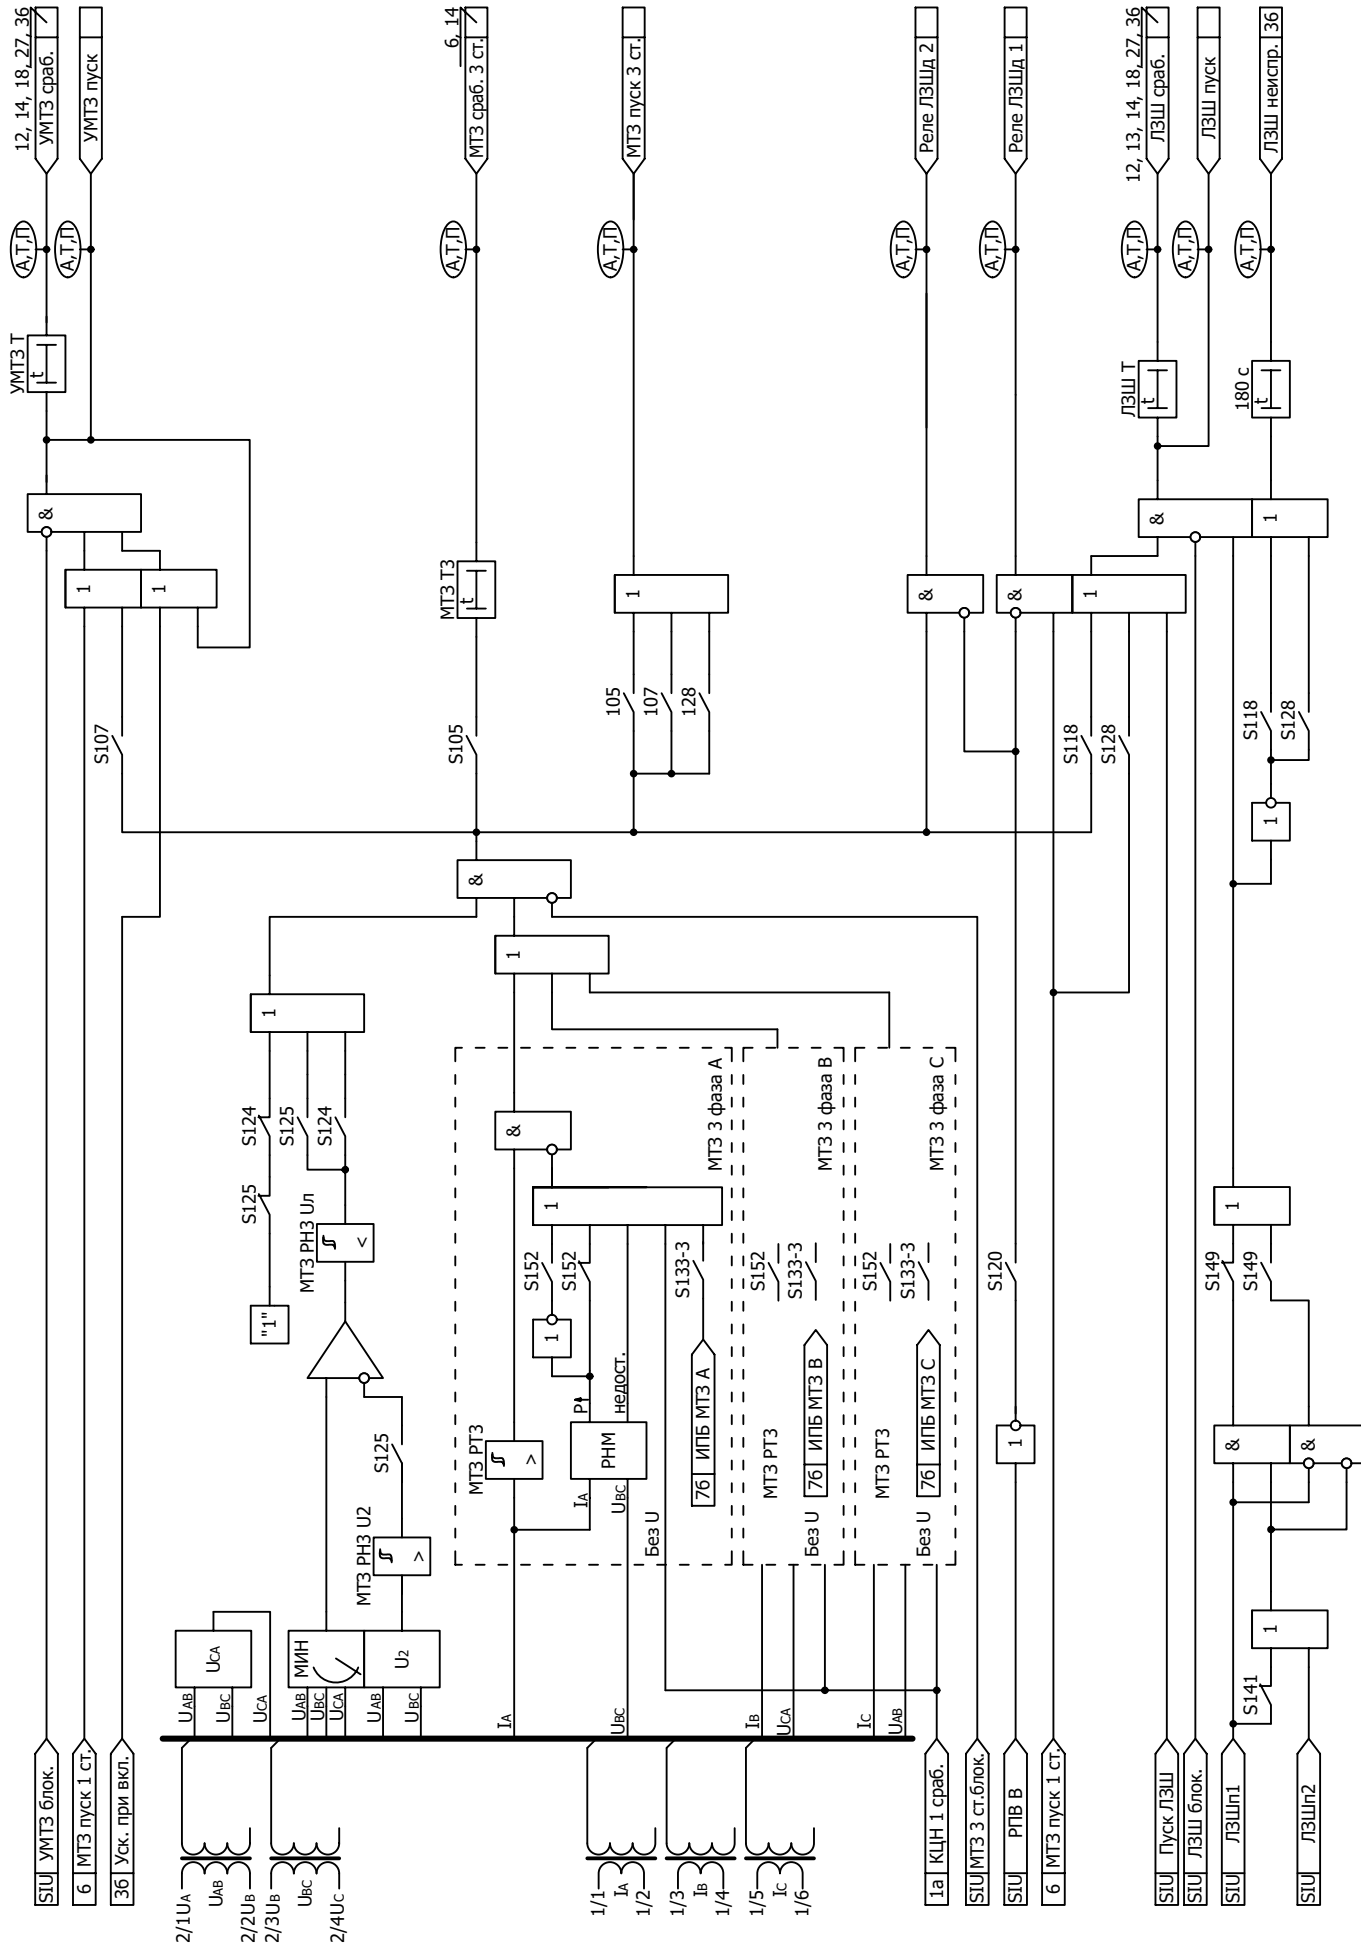 SIU УМТЗ блок.
6 МТЗ пуск 1 ст.
3б Уск. при вкл.
2/1UA
UAB
2/2UB
2/3UB
UBC
2/4UC
1/1
IA
1/2
1/3
IB
1/4
1/5
IC
1/6
1а КЦН 1 сраб.
SIU МТЗ 3 ст.блок.
SIU РПВ В
6 МТЗ пуск 1 ст.
SIU Пуск ЛЗШ
SIU ЛЗШ блок.
SIU ЛЗШп1
SIU ЛЗШп2
UAB
UBC
UCA
UCA
UAB
UBC
UCA
МИН
UAB
UBC
U2
IA
UBC
IB
UCA
IC
UAB
S141
1
МТЗ РН3 U2
>
S125
МТЗ РН3 Uл
<
"1"
S125
S124
S125
S124
1
МТЗ РТ3
>
IA
UBC
РНМ
P
недост.
Без U
1
S152
S152
S133-3
76 ИПБ МТЗ А
1
&
МТЗ 3 фаза А
МТЗ РТ3
Без U
76 ИПБ МТЗ В
S152
S133-3
МТЗ 3 фаза В
МТЗ РТ3
Без U
76 ИПБ МТЗ С
S152
S133-3
МТЗ 3 фаза С
1
&
1
S120
&
&
S149
S149
1
1
S107
S105
105
107
128
S118
S128
S118
S128
1
1
&
МТЗ Т3
t
1
&
&
1
&
1
УМТЗ Т
t
ЛЗШ Т
t
180 с
t
А,Т,П
А,Т,П
А,Т,П
А,Т,П
А,Т,П
А,Т,П
А,Т,П
А,Т,П
А,Т,П
12, 14, 18, 27, 36
УМТЗ сраб.
УМТЗ пуск
6, 14
МТЗ сраб. 3 ст.
МТЗ пуск 3 ст.
Реле ЛЗШд 2
Реле ЛЗШд 1
12, 13, 14, 18, 27, 36
ЛЗШ сраб.
ЛЗШ пуск
ЛЗШ неиспр. 36